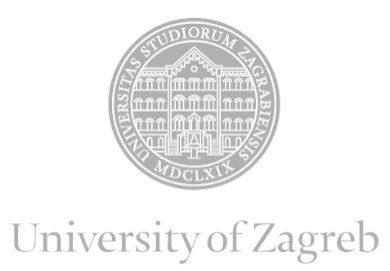 UNIVERSITAS STUDIORUM ZAGRABIENSIS
MDCLXIX
University of Zagreb